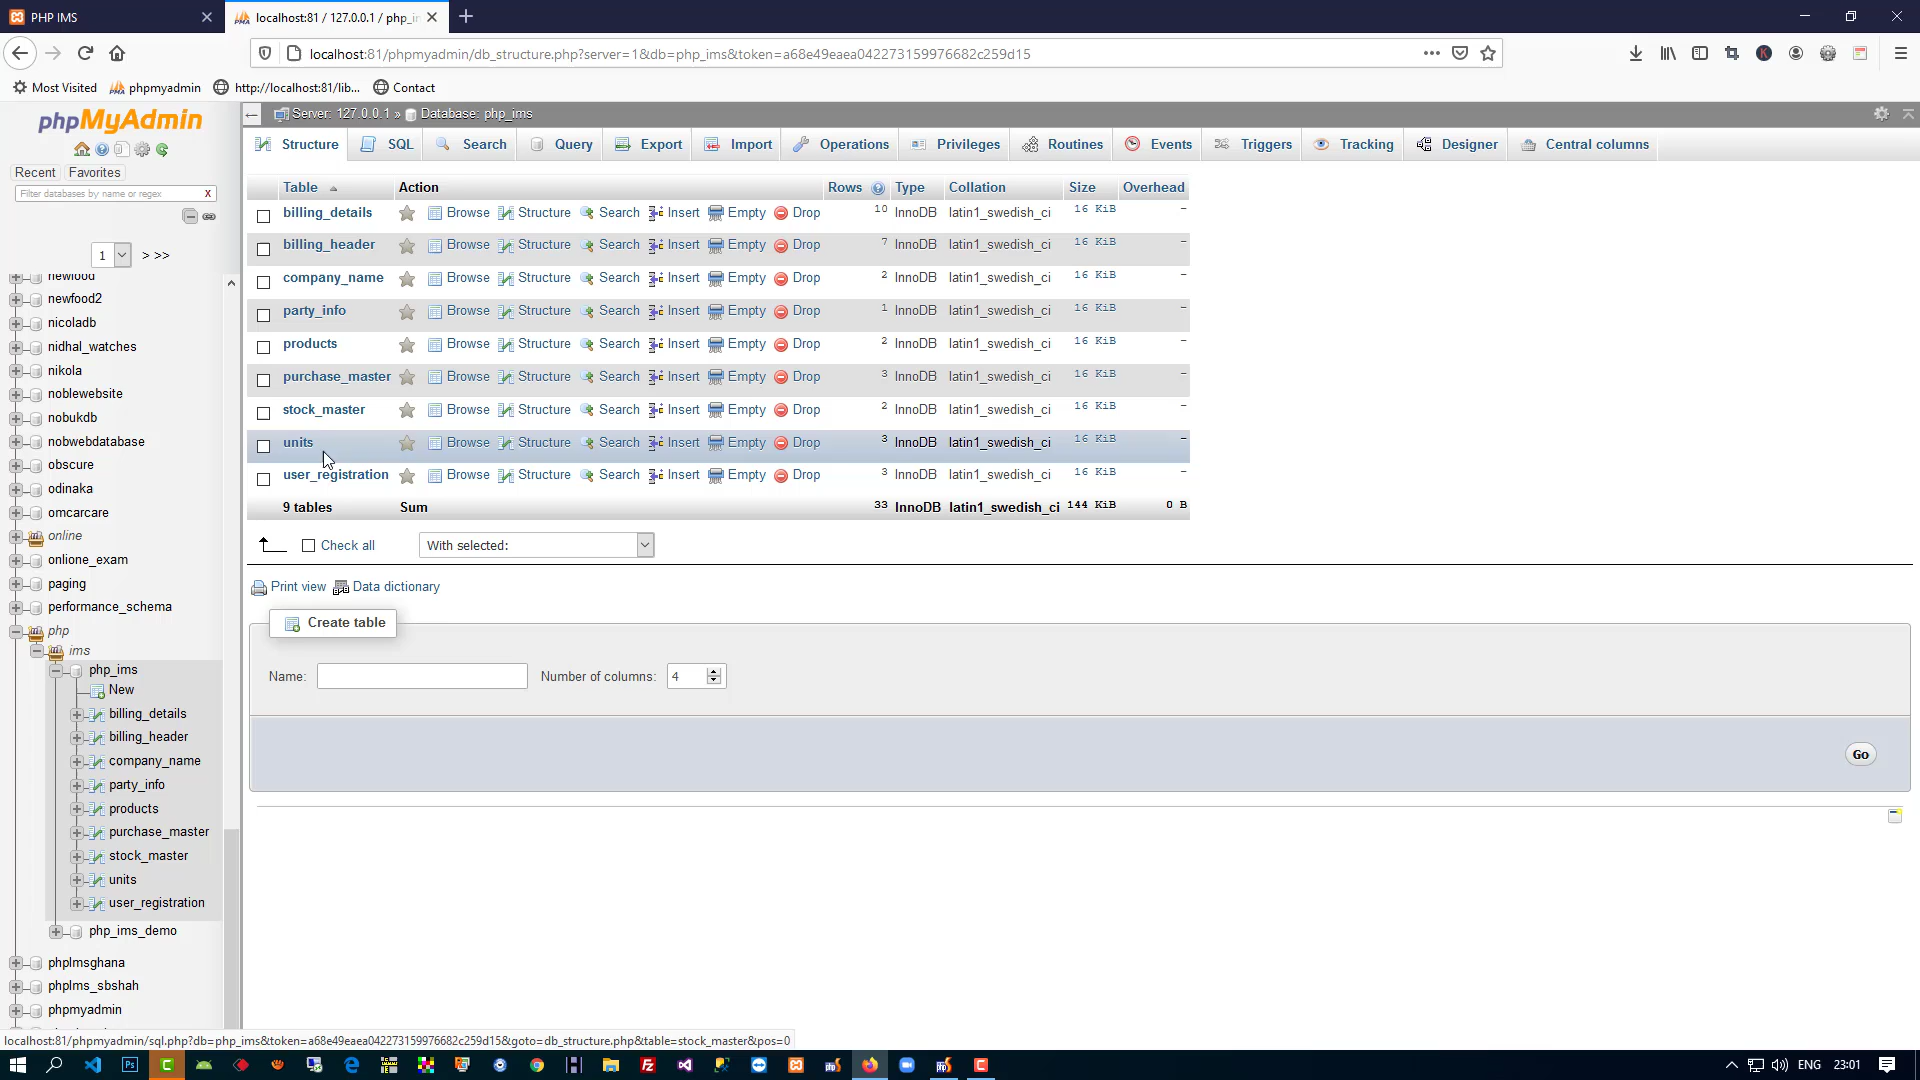 PHP IMS
localhost:81 / 127.0.0.1 / php_i
localhost:81/phpmyadmin/db_structure.php?server=1&db=php_ims&token=a68e49eaea042273159976682c259d15
Most Visited phpmyadmin http://localhost:81/lib... Contact
phpMyAdmin
Recent Favorites
Filter databases by name or regex X
1 > >>
newfood
newfood2
nicoladb
nidhal_watches
nikola
noblewebsite
nobukdb
nobwebdatabase
obscure
odinaka
omcarcare
online
onlione_exam
paging
performance_schema
php
ims
php_ims
New
billing_details
billing_header
company_name
party_info
products
purchase_master
stock_master
units
user_registration
php_ims_demo
phplmsghana
phplms_sbshah
phpmyadmin
Server: 127.0.0.1 » Database: php_ims
Structure SQL Search Query Export Import Operations Privileges Routines Events Triggers Tracking Designer Central columns
Table Action Rows Type Collation Size Overhead
billing_details Browse Structure Search Insert Empty Drop 10 InnoDB latin1_swedish_ci 16 KiB -
billing_header Browse Structure Search Insert Empty Drop 7 InnoDB latin1_swedish_ci 16 KiB -
company_name Browse Structure Search Insert Empty Drop 2 InnoDB latin1_swedish_ci 16 KiB -
party_info Browse Structure Search Insert Empty Drop 1 InnoDB latin1_swedish_ci 16 KiB -
products Browse Structure Search Insert Empty Drop 2 InnoDB latin1_swedish_ci 16 KiB -
purchase_master Browse Structure Search Insert Empty Drop 3 InnoDB latin1_swedish_ci 16 KiB -
stock_master Browse Structure Search Insert Empty Drop 2 InnoDB latin1_swedish_ci 16 KiB -
units Browse Structure Search Insert Empty Drop 3 InnoDB latin1_swedish_ci 16 KiB -
user_registration Browse Structure Search Insert Empty Drop 3 InnoDB latin1_swedish_ci 16 KiB -
9 tables Sum 33 InnoDB latin1_swedish_ci 144 KiB 0 B
Check all With selected:
Print view Data dictionary
Create table
Name: Number of columns: 4
Go
localhost:81/phpmyadmin/sql.php?db=php_ims&token=a68e49eaea042273159976682c259d15&goto=db_structure.php&table=stock_master&pos=0
ENG 23:01